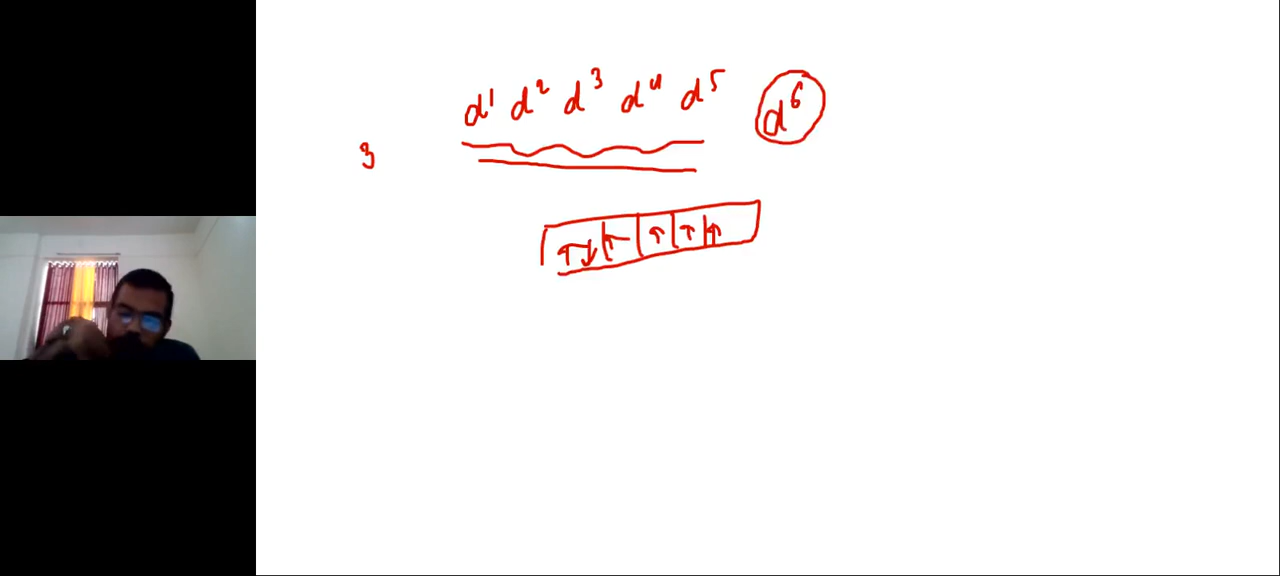 d¹ d² d³ d⁴ d⁵ d⁶
3
↑↓ ↑ ↑ ↑ ↑